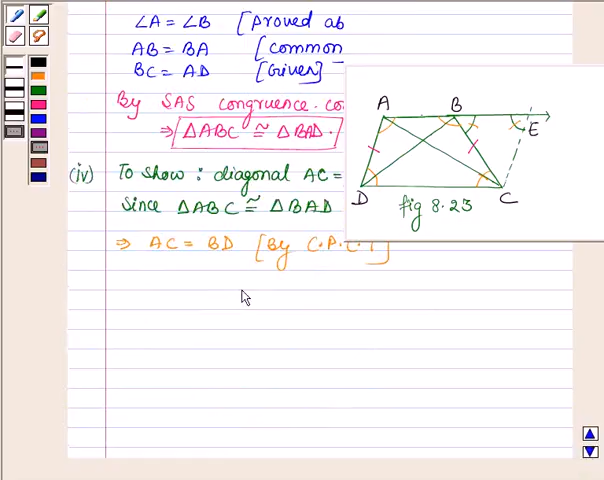 ∠A = ∠B [Proved ab
AB = BA [common
BC = AD [Given]
By SAS congruence
⇒ ΔABC ≅ ΔBAD.
(iv) To show : diagonal AC =
Since ΔABC ≅ ΔBAD
⇒ AC = BD [By C.P.C.T]
A B E
D C
fig 8.23